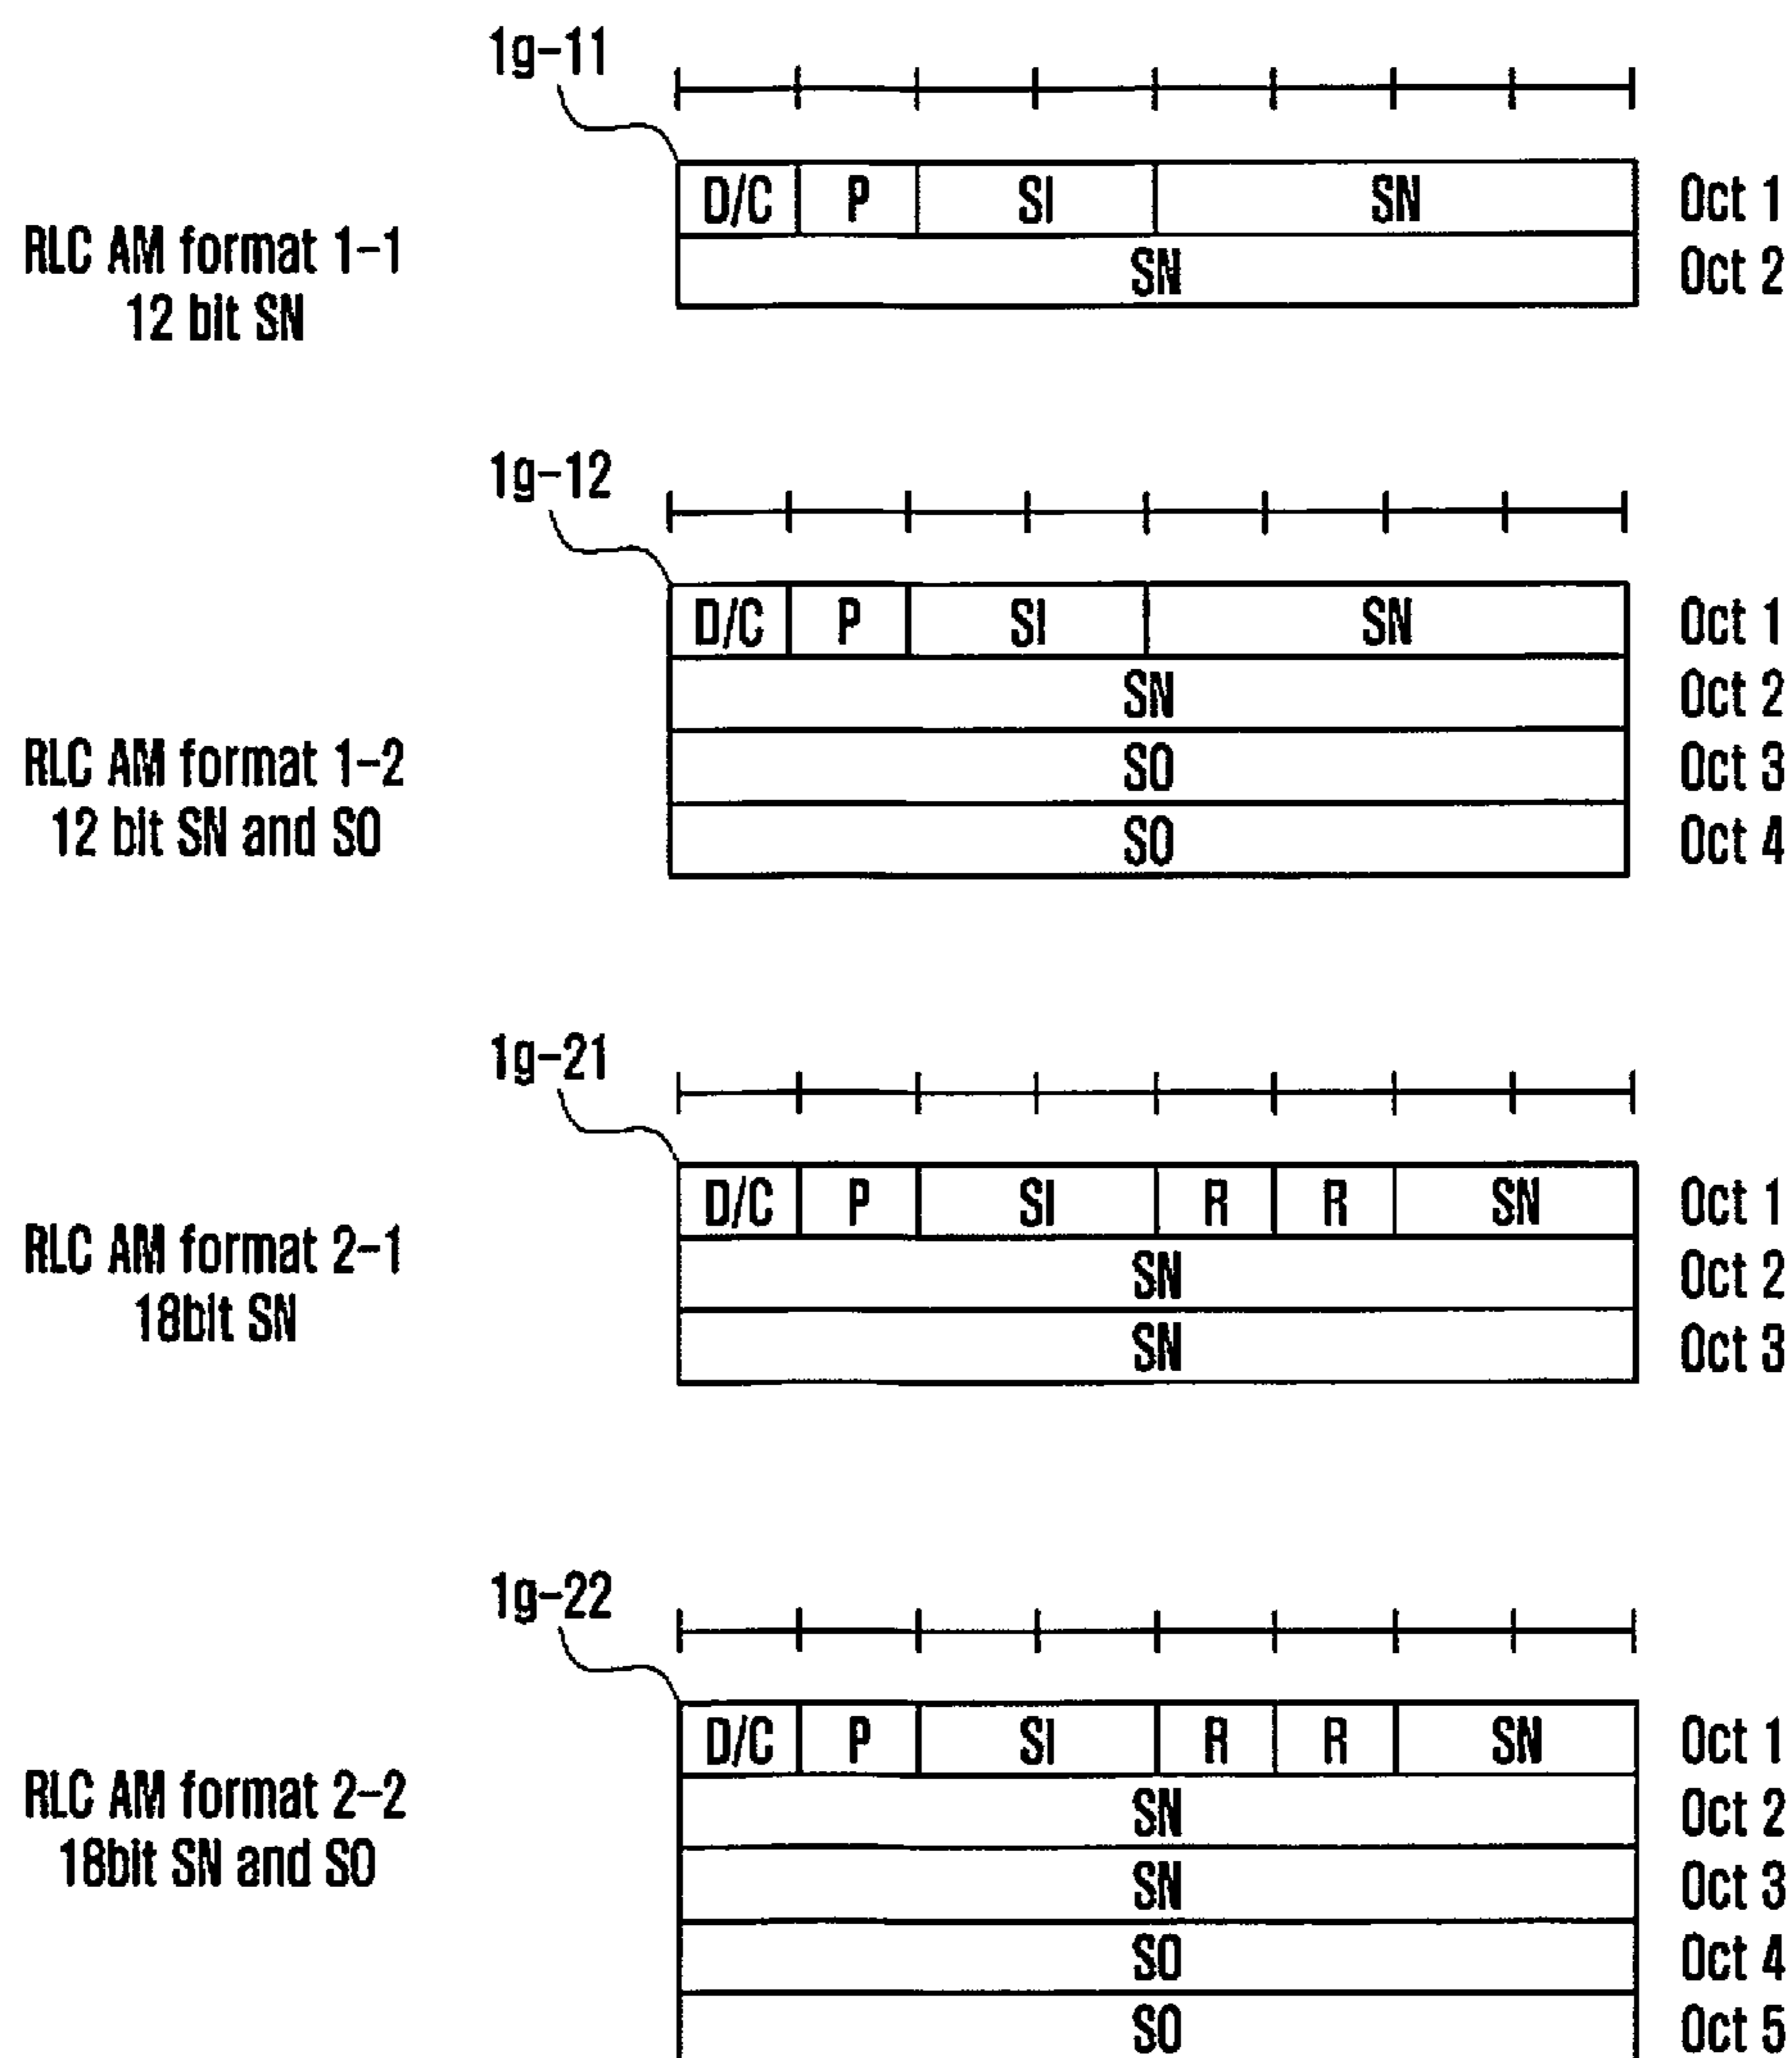 1g-11
D/C P SI SN Oct 1
SN Oct 2
RLC AM format 1-1
12 bit SN
1g-12
D/C P SI SN Oct 1
SN Oct 2
SO Oct 3
SO Oct 4
RLC AM format 1-2
12 bit SN and SO
1g-21
D/C P SI R R SN Oct 1
SN Oct 2
SN Oct 3
RLC AM format 2-1
18bit SN
1g-22
D/C P SI R R SN Oct 1
SN Oct 2
SN Oct 3
SO Oct 4
SO Oct 5
RLC AM format 2-2
18bit SN and SO